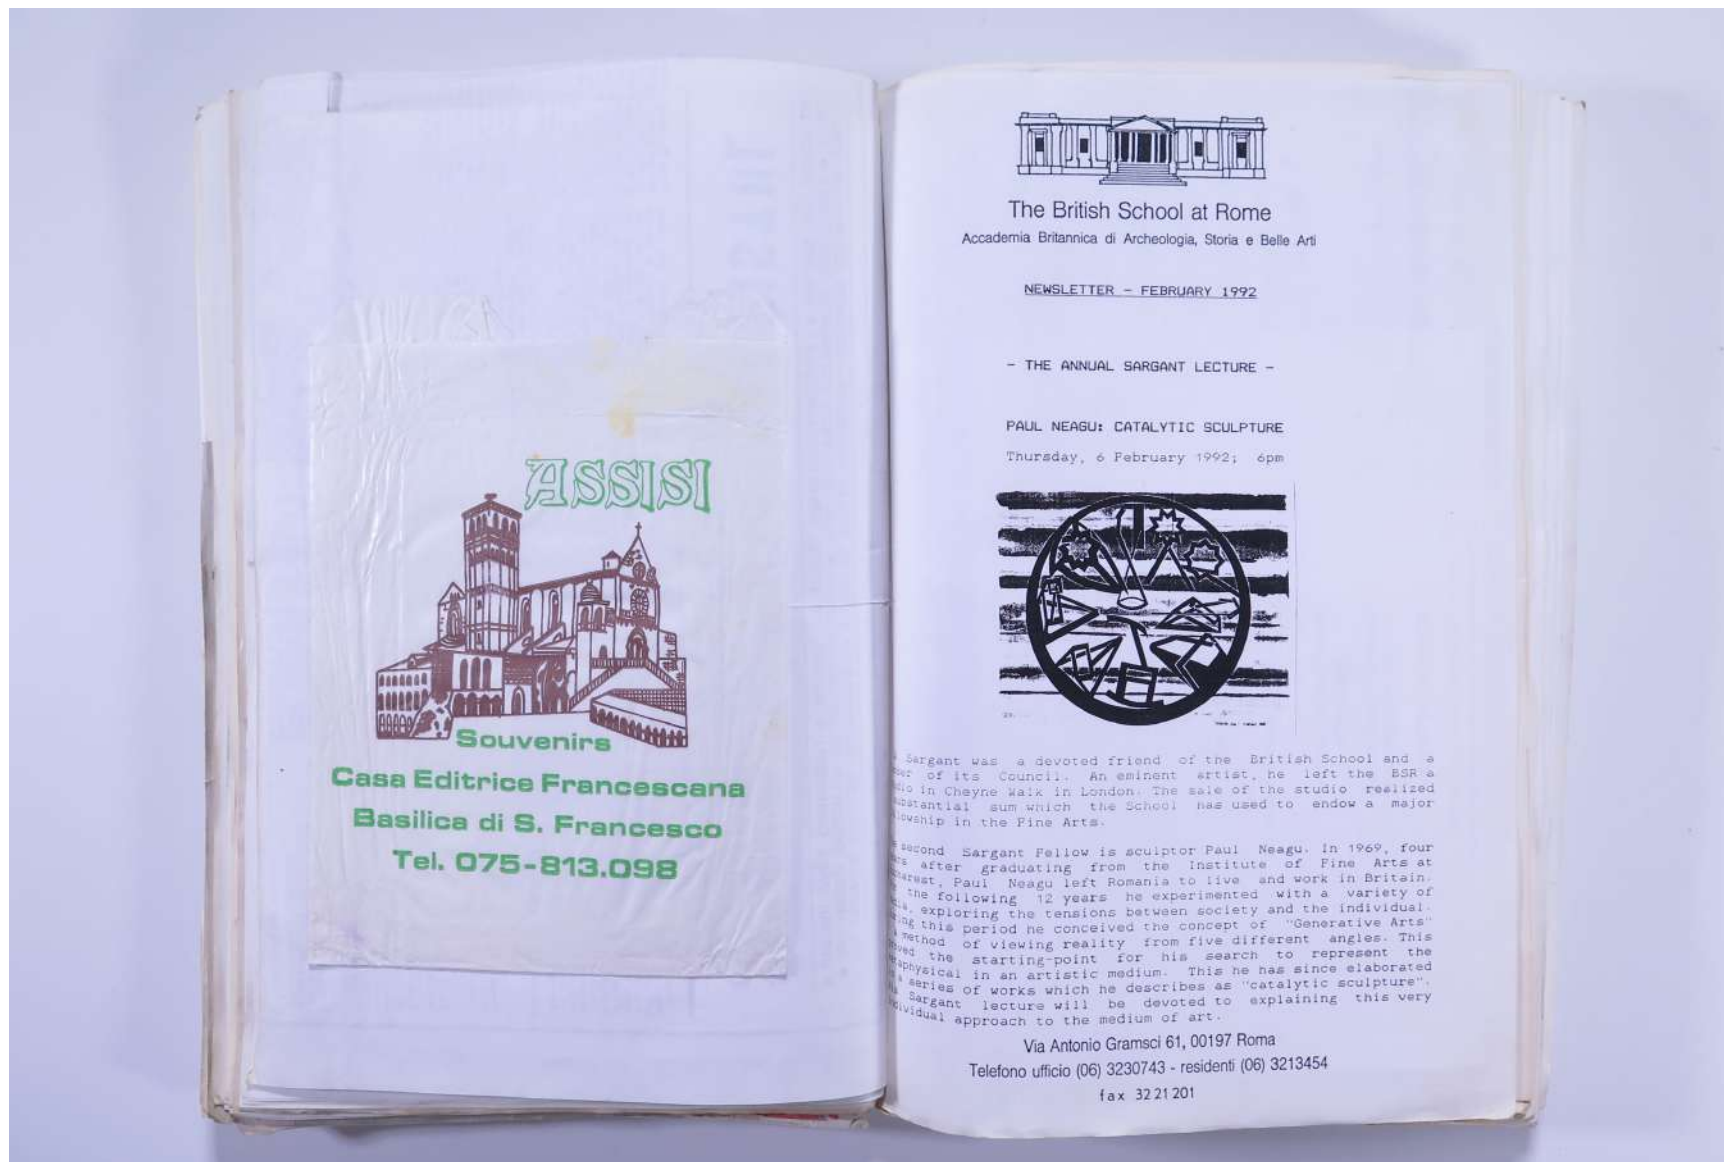 ASSISI
Souvenirs
Casa Editrice Francescana
Basilica di S. Francesco
Tel. 075-813.098
The British School at Rome
Accademia Britannica di Archeologia, Storia e Belle Arti
NEWSLETTER - FEBRUARY 1992
- THE ANNUAL SARGANT LECTURE -
PAUL NEAGU: CATALYTIC SCULPTURE
Thursday, 6 February 1992; 6pm
Sargant was a devoted friend of the British School and a
of its Council. An eminent artist, he left the BSR a
in Cheyne Walk in London. The sale of the studio realized
sum which the School has used to endow a major
in the Fine Arts.
second Sargant Fellow is sculptor Paul Neagu. In 1969, four
after graduating from the Institute of Fine Arts at
Paul Neagu left Romania to live and work in Britain.
the following 12 years he experimented with a variety of
exploring the tensions between society and the individual.
this period he conceived the concept of "Generative Arts"
method of viewing reality from five different angles. This
the starting-point for his search to represent the
in an artistic medium. This he has since elaborated
a series of works which he describes as "catalytic sculpture".
Sargant lecture will be devoted to explaining this very
approach to the medium of art.
Via Antonio Gramsci 61, 00197 Roma
Telefono ufficio (06) 3230743 - residenti (06) 3213454
fax 3221201